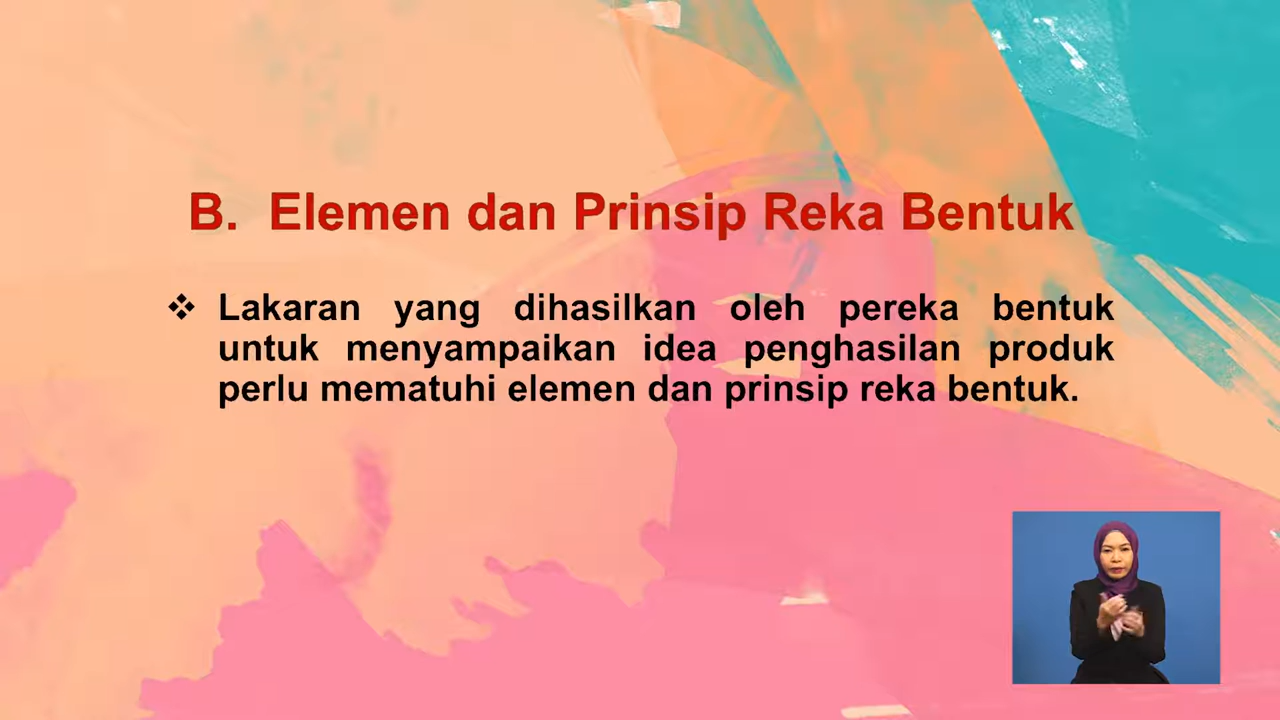 B. Elemen dan Prinsip Reka Bentuk
❖ Lakaran yang dihasilkan oleh pereka bentuk
untuk menyampaikan idea penghasilan produk
perlu mematuhi elemen dan prinsip reka bentuk.